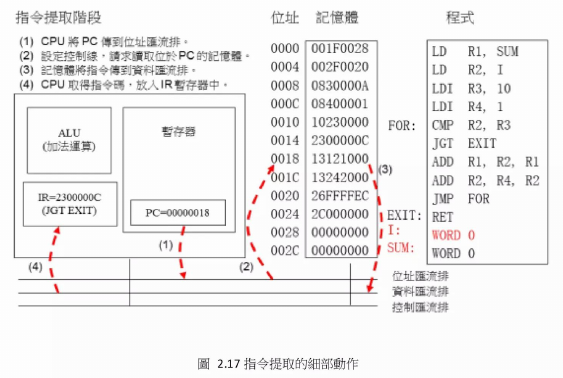 指令提取階段
(1) CPU 將 PC 傳到位址匯流排。
(2) 設定控制線，請求讀取位於 PC 的記憶體。
(3) 記憶體將指令傳到資料匯流排。
(4) CPU 取得指令碼，放入 IR 暫存器中。
ALU
(加法運算)
暫存器
IR=2300000C
(JGT EXIT)
PC=00000018
(1)
(4)
(2)
(3)
位址 記憶體
0000 001F0028
0004 002F0020
0008 0830000A
000C 08400001
0010 10230000
0014 2300000C
0018 13121000
001C 13242000
0020 26FFFFEC
0024 2C000000
0028 00000000
002C 00000000
程式
LD R1, SUM
LD R2, I
LDI R3, 10
LDI R4, 1
FOR: CMP R2, R3
JGT EXIT
ADD R1, R2, R1
ADD R2, R4, R2
JMP FOR
EXIT: RET
I: WORD 0
SUM: WORD 0
位址匯流排
資料匯流排
控制匯流排
圖 2.17 指令提取的細部動作